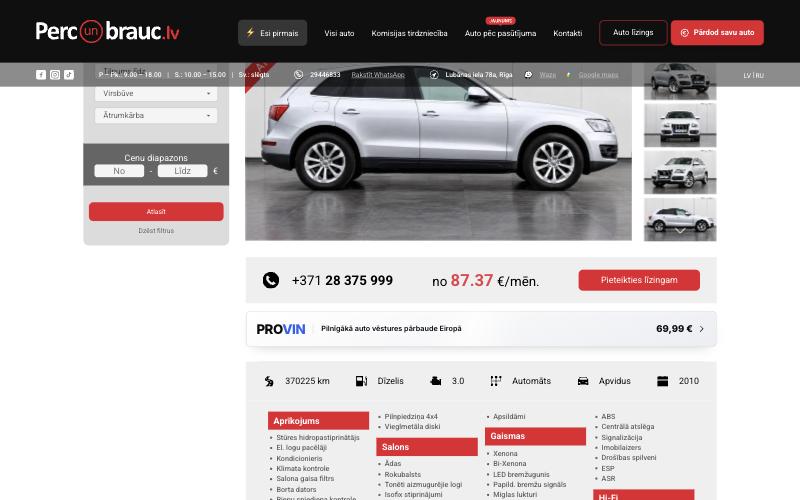 Perc un brauc.lv
Esi pirmais
Visi auto
Komisijas tirdzniecība
Auto pēc pasūtījuma
Kontakti
Auto līzings
Pārdod savu auto
P – Pk.: 9.00 – 18.00 | S.: 10.00 – 15.00 | Sv.: slēgts
29446833 Rakstīt WhatsApp
Lubānas iela 78a, Rīga
Waze
Google maps
LV | RU
Virsbūve
Ātrumkārba
Cenu diapazons
No - Līdz €
Atlasīt
Dzēst filtrus
+371 28 375 999
no 87.37 €/mēn.
Pieteikties līzingam
PROVIN
Pilnīgākā auto vēstures pārbaude Eiropā
69,99 €
370225 km
Dīzelis
3.0
Automāts
Apvidus
2010
Aprīkojums
Stūres hidropastiprinātājs
El. logu pacēlāji
Kondicionieris
Klimata kontrole
Salona gaisa filtrs
Borta dators
Riepu spiediena kontrole
Pilnpiedziņa 4x4
Vieglmetāla diski
Salons
Ādas
Rokubalsts
Tonēti aizmugurējie logi
Isofix stiprinājumi
Apsildāmi
Gaismas
Xenona
Bi-Xenona
LED bremžugunis
Papild. bremžu signāls
Miglas lukturi
ABS
Centrālā atslēga
Signalizācija
Imobilaizers
Drošības spilveni
ESP
ASR
Hi-Fi